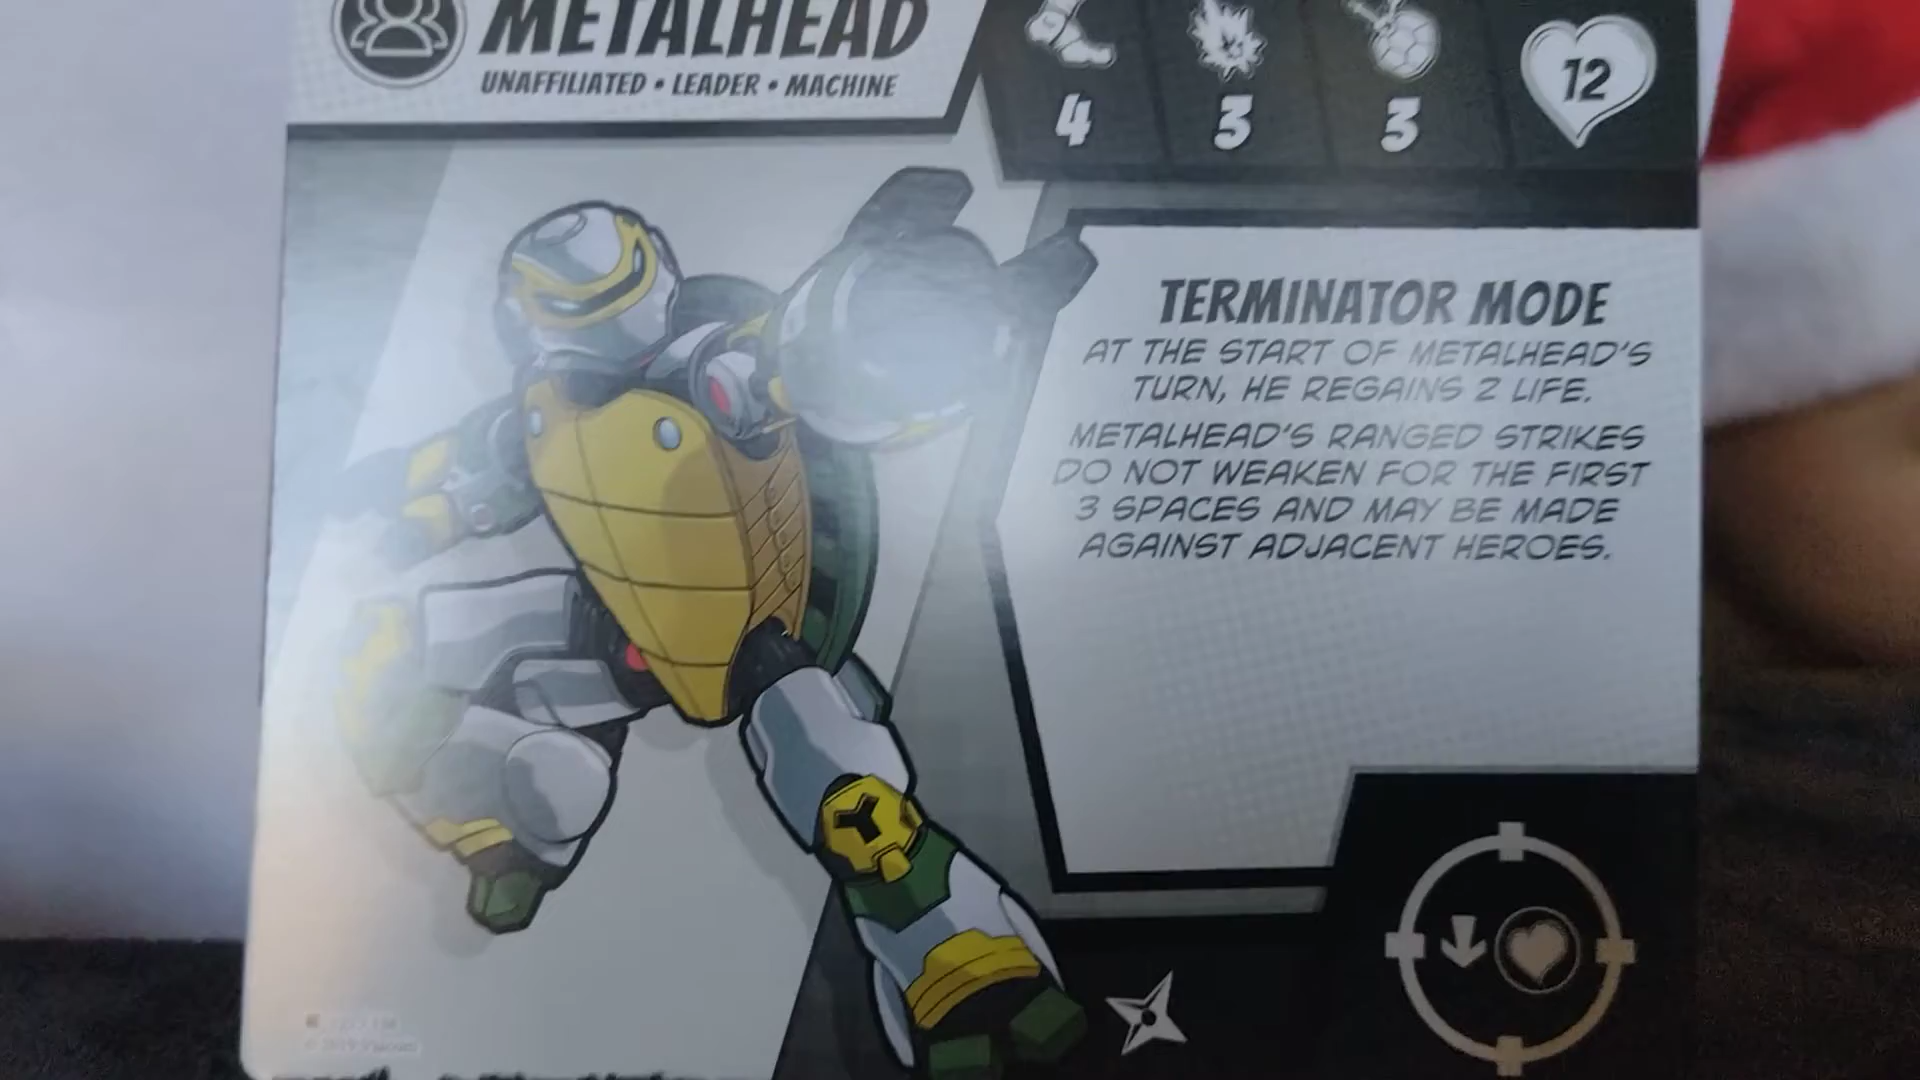 METALHEAD
UNAFFILIATED • LEADER • MACHINE
4 3 3 12
TERMINATOR MODE
AT THE START OF METALHEAD'S
TURN, HE REGAINS 2 LIFE.
METALHEAD'S RANGED STRIKES
DO NOT WEAKEN FOR THE FIRST
3 SPACES AND MAY BE MADE
AGAINST ADJACENT HEROES.